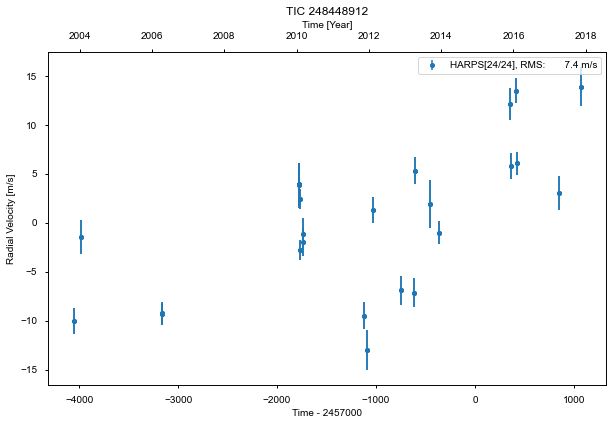 TIC 248448912
Time [Year]
2004 2006 2008 2010 2012 2013 2014 2016 2018
HARPS[24/24], RMS: 7.4 m/s
Radial Velocity [m/s]
15
10
5
0
−5
−10
−15
−4000 −3000 −2000 −1000 0 1000
Time - 2457000